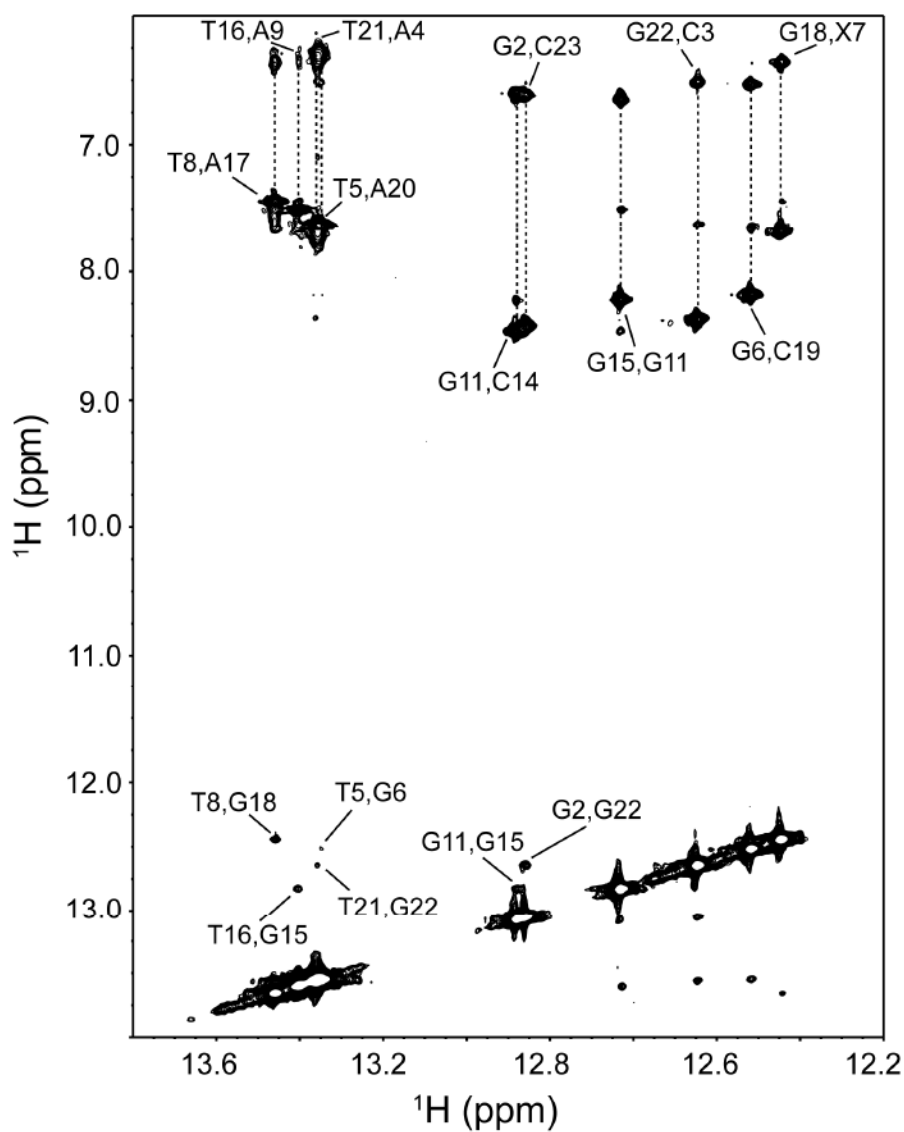 T16,A9
T21,A4
G2,C23
G22,C3
G18,X7
T8,A17
T5,A20
G11,C14
G15,G11
G6,C19
7.0
8.0
9.0
10.0
11.0
12.0
13.0
¹H (ppm)
T8,G18
T5,G6
G11,G15
G2,G22
T16,G15
T21,G22
13.6
13.2
12.8
12.6
12.2
¹H (ppm)